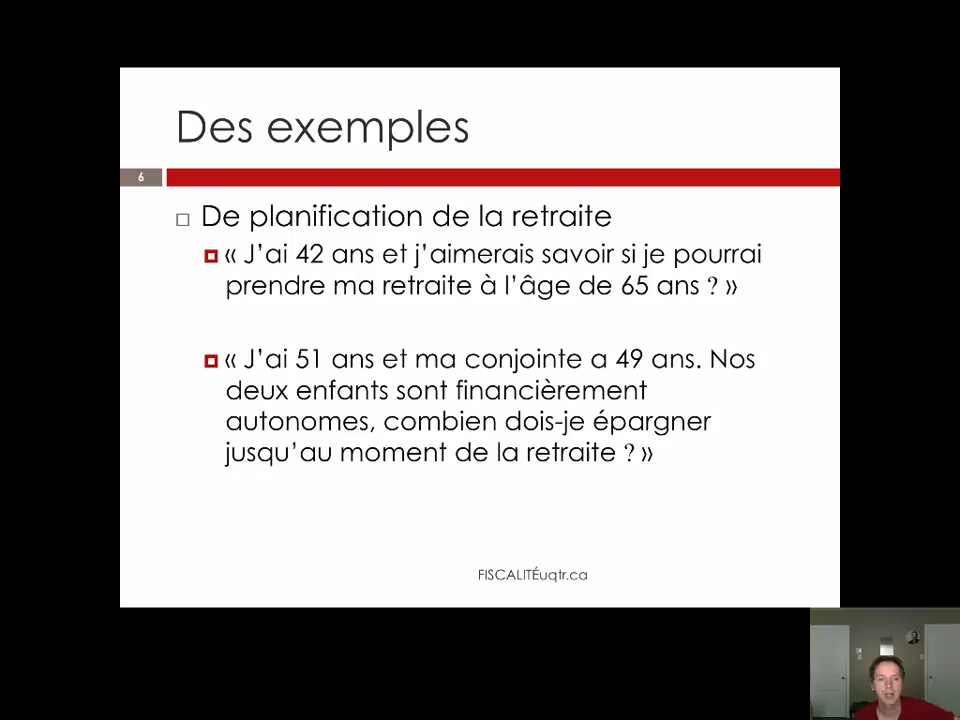 Des exemples
6
De planification de la retraite
« J’ai 42 ans et j’aimerais savoir si je pourrai
prendre ma retraite à l’âge de 65 ans ? »
« J’ai 51 ans et ma conjointe a 49 ans. Nos
deux enfants sont financièrement
autonomes, combien dois-je épargner
jusqu’au moment de la retraite ? »
FISCALITÉuqtr.ca